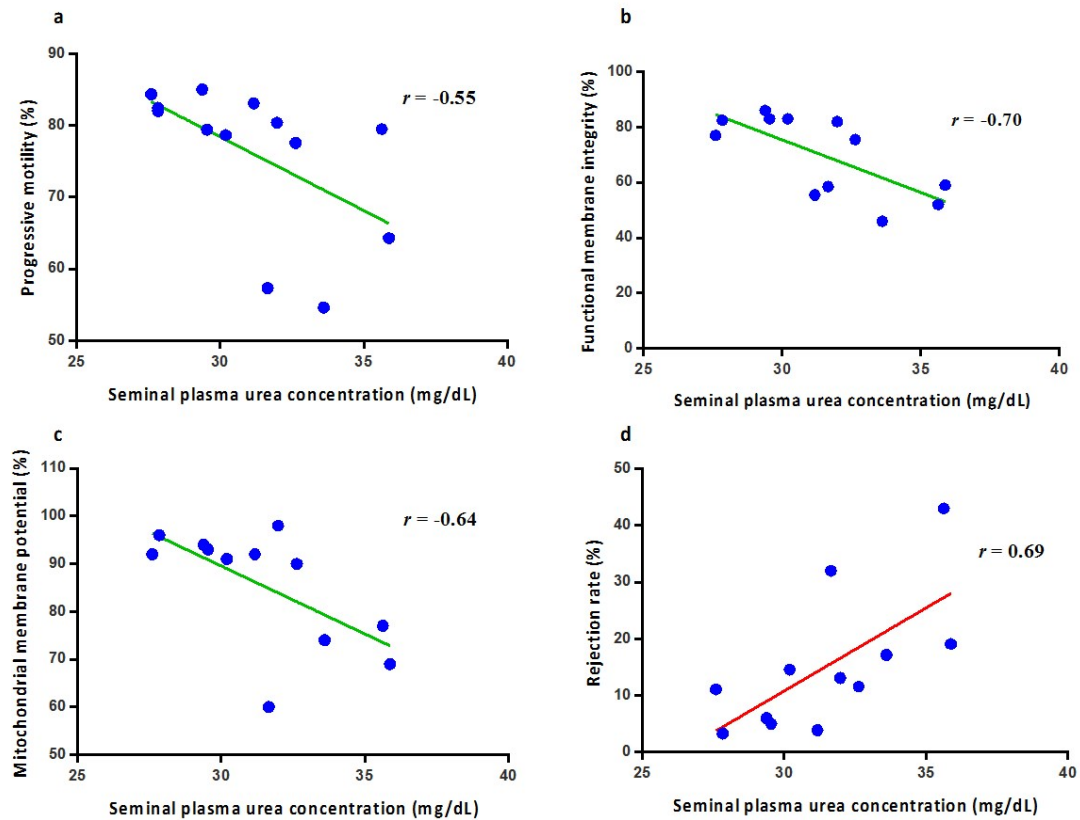 a
90
80
70
60
50
25 30 35 40
Progressive motility (%)
r = -0.55
Seminal plasma urea concentration (mg/dL)
b
100
80
60
40
20
0
25 30 35 40
Functional membrane integrity (%)
r = -0.70
Seminal plasma urea concentration (mg/dL)
c
110
100
90
80
70
60
50
25 30 35 40
Mitochondrial membrane potential (%)
r = -0.64
Seminal plasma urea concentration (mg/dL)
d
50
40
30
20
10
0
25 30 35 40
Rejection rate (%)
r = 0.69
Seminal plasma urea concentration (mg/dL)